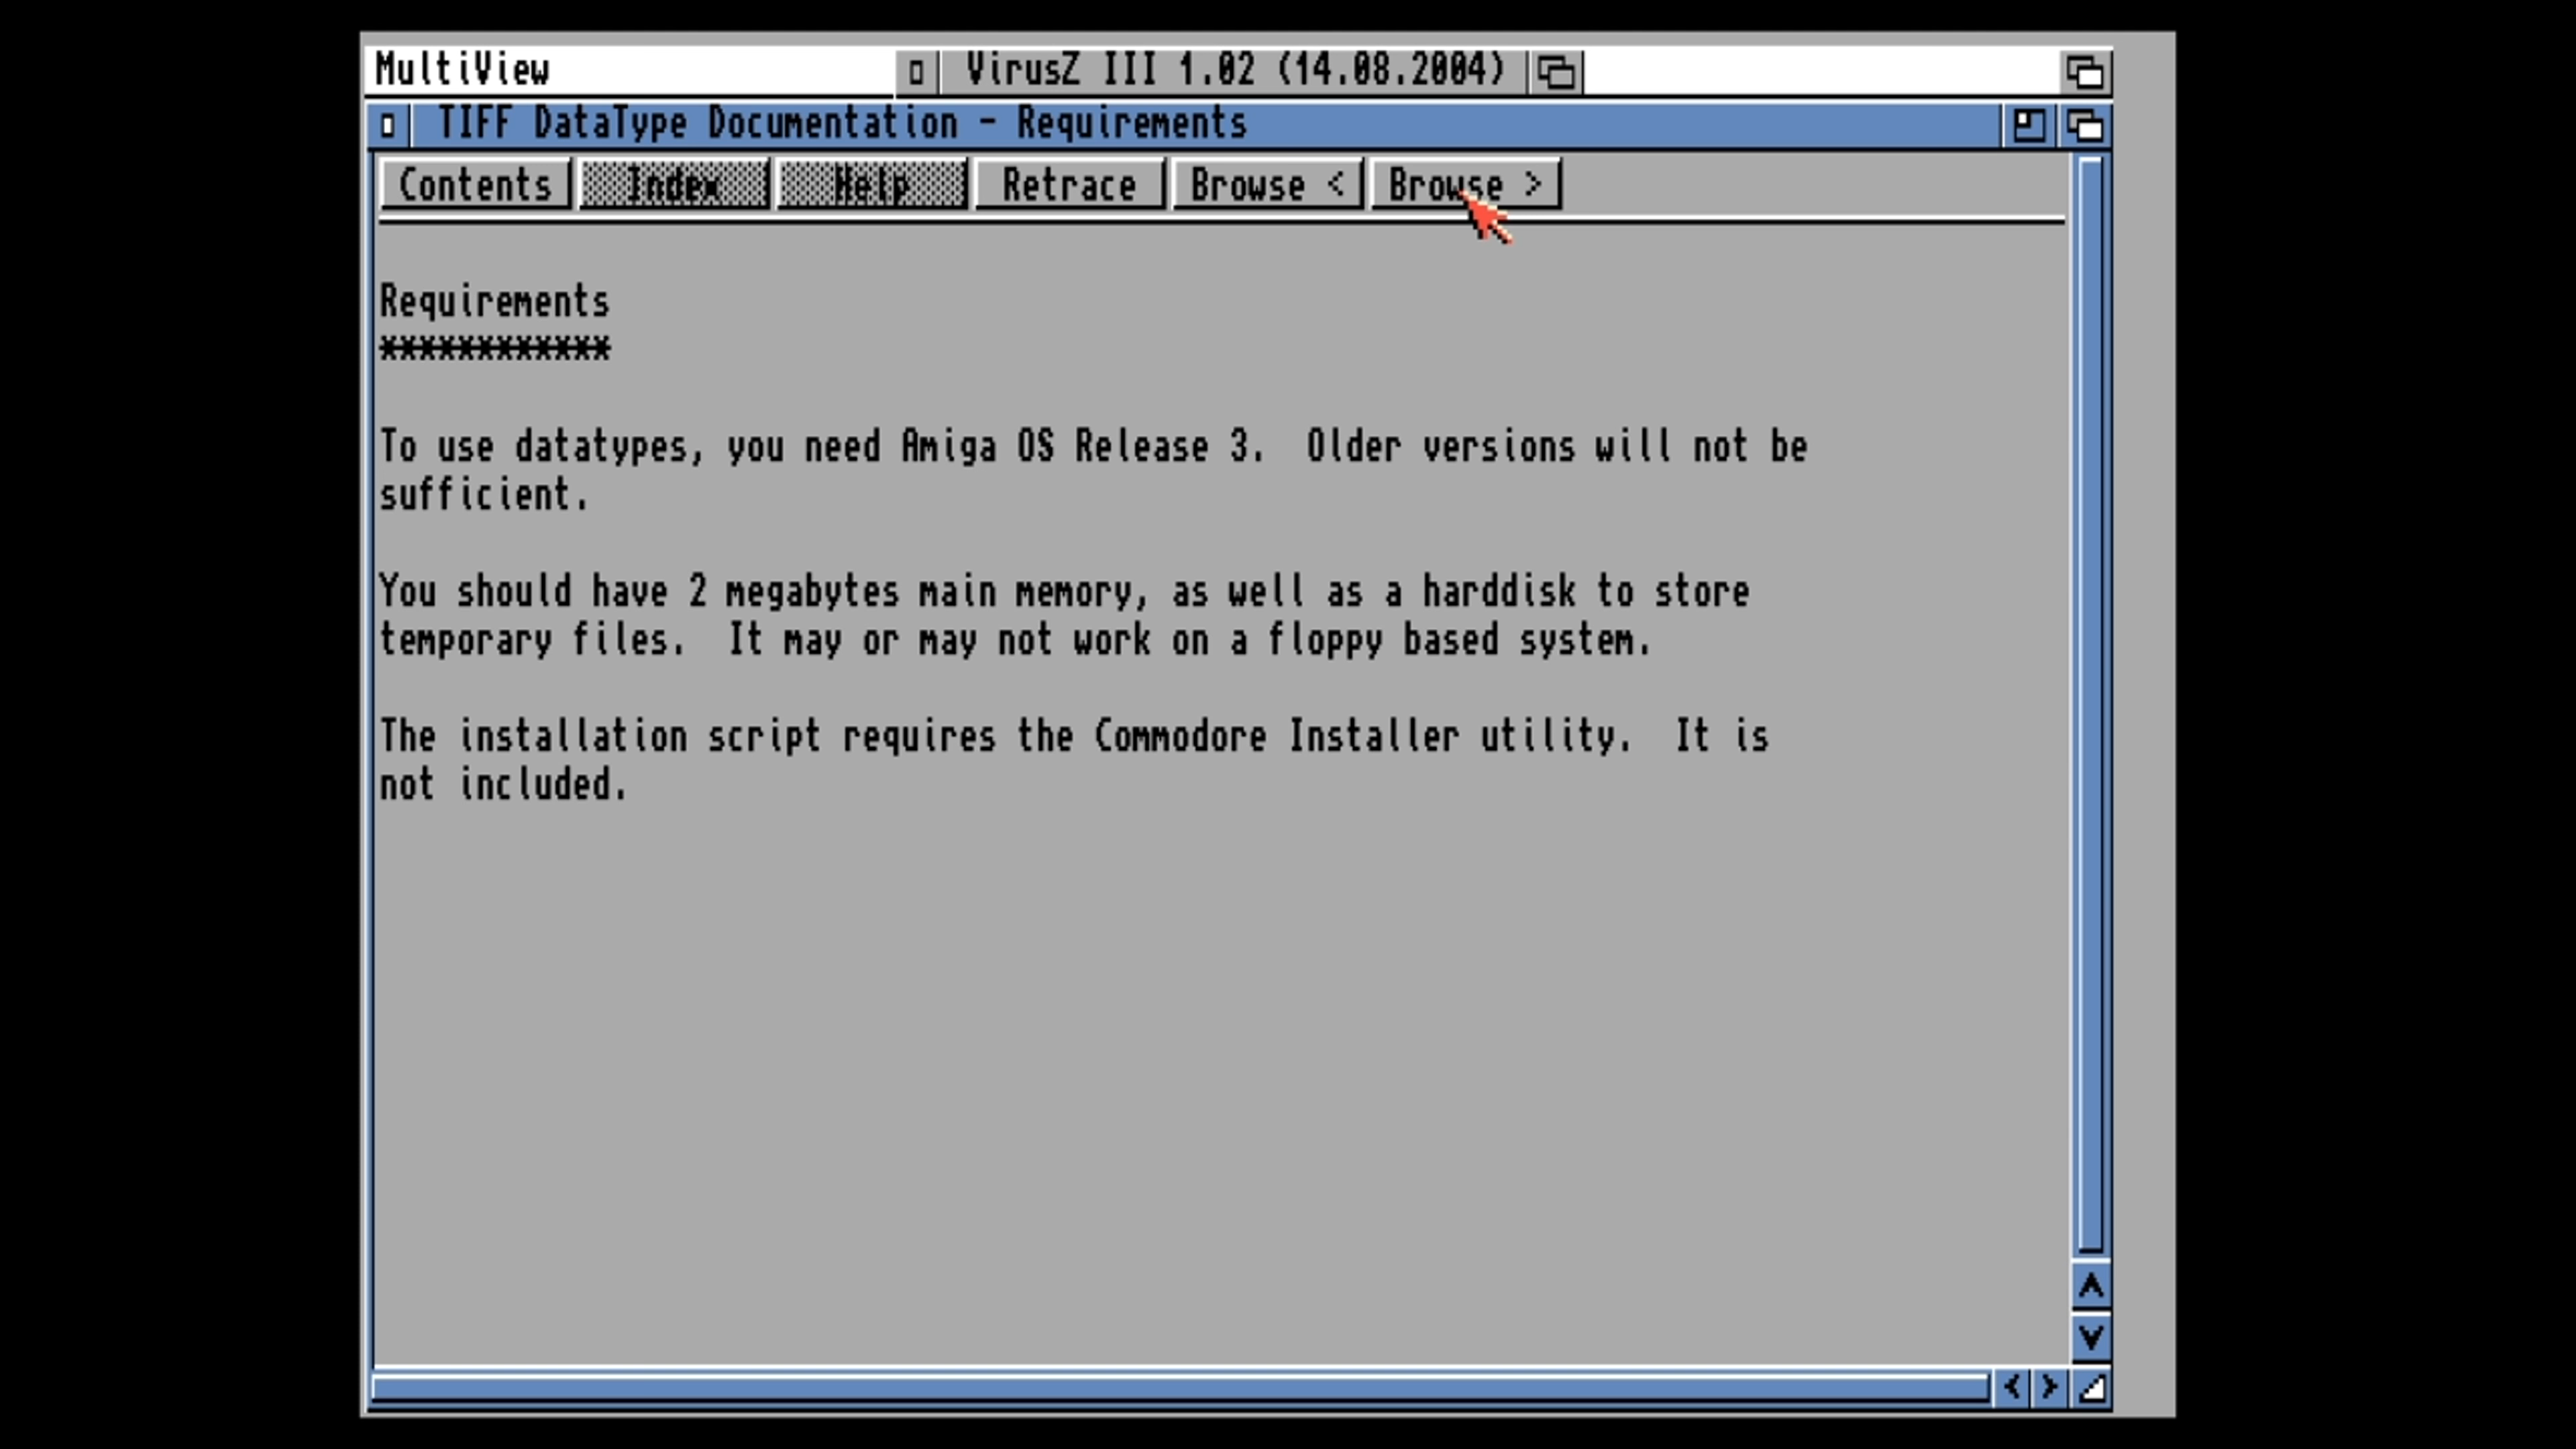 MultiView
VirusZ III 1.02 (14.08.2004)
TIFF DataType Documentation - Requirements
Contents Index Help Retrace Browse < Browse >
Requirements
************
To use datatypes, you need Amiga OS Release 3.  Older versions will not be
sufficient.
You should have 2 megabytes main memory, as well as a harddisk to store
temporary files.  It may or may not work on a floppy based system.
The installation script requires the Commodore Installer utility.  It is
not included.